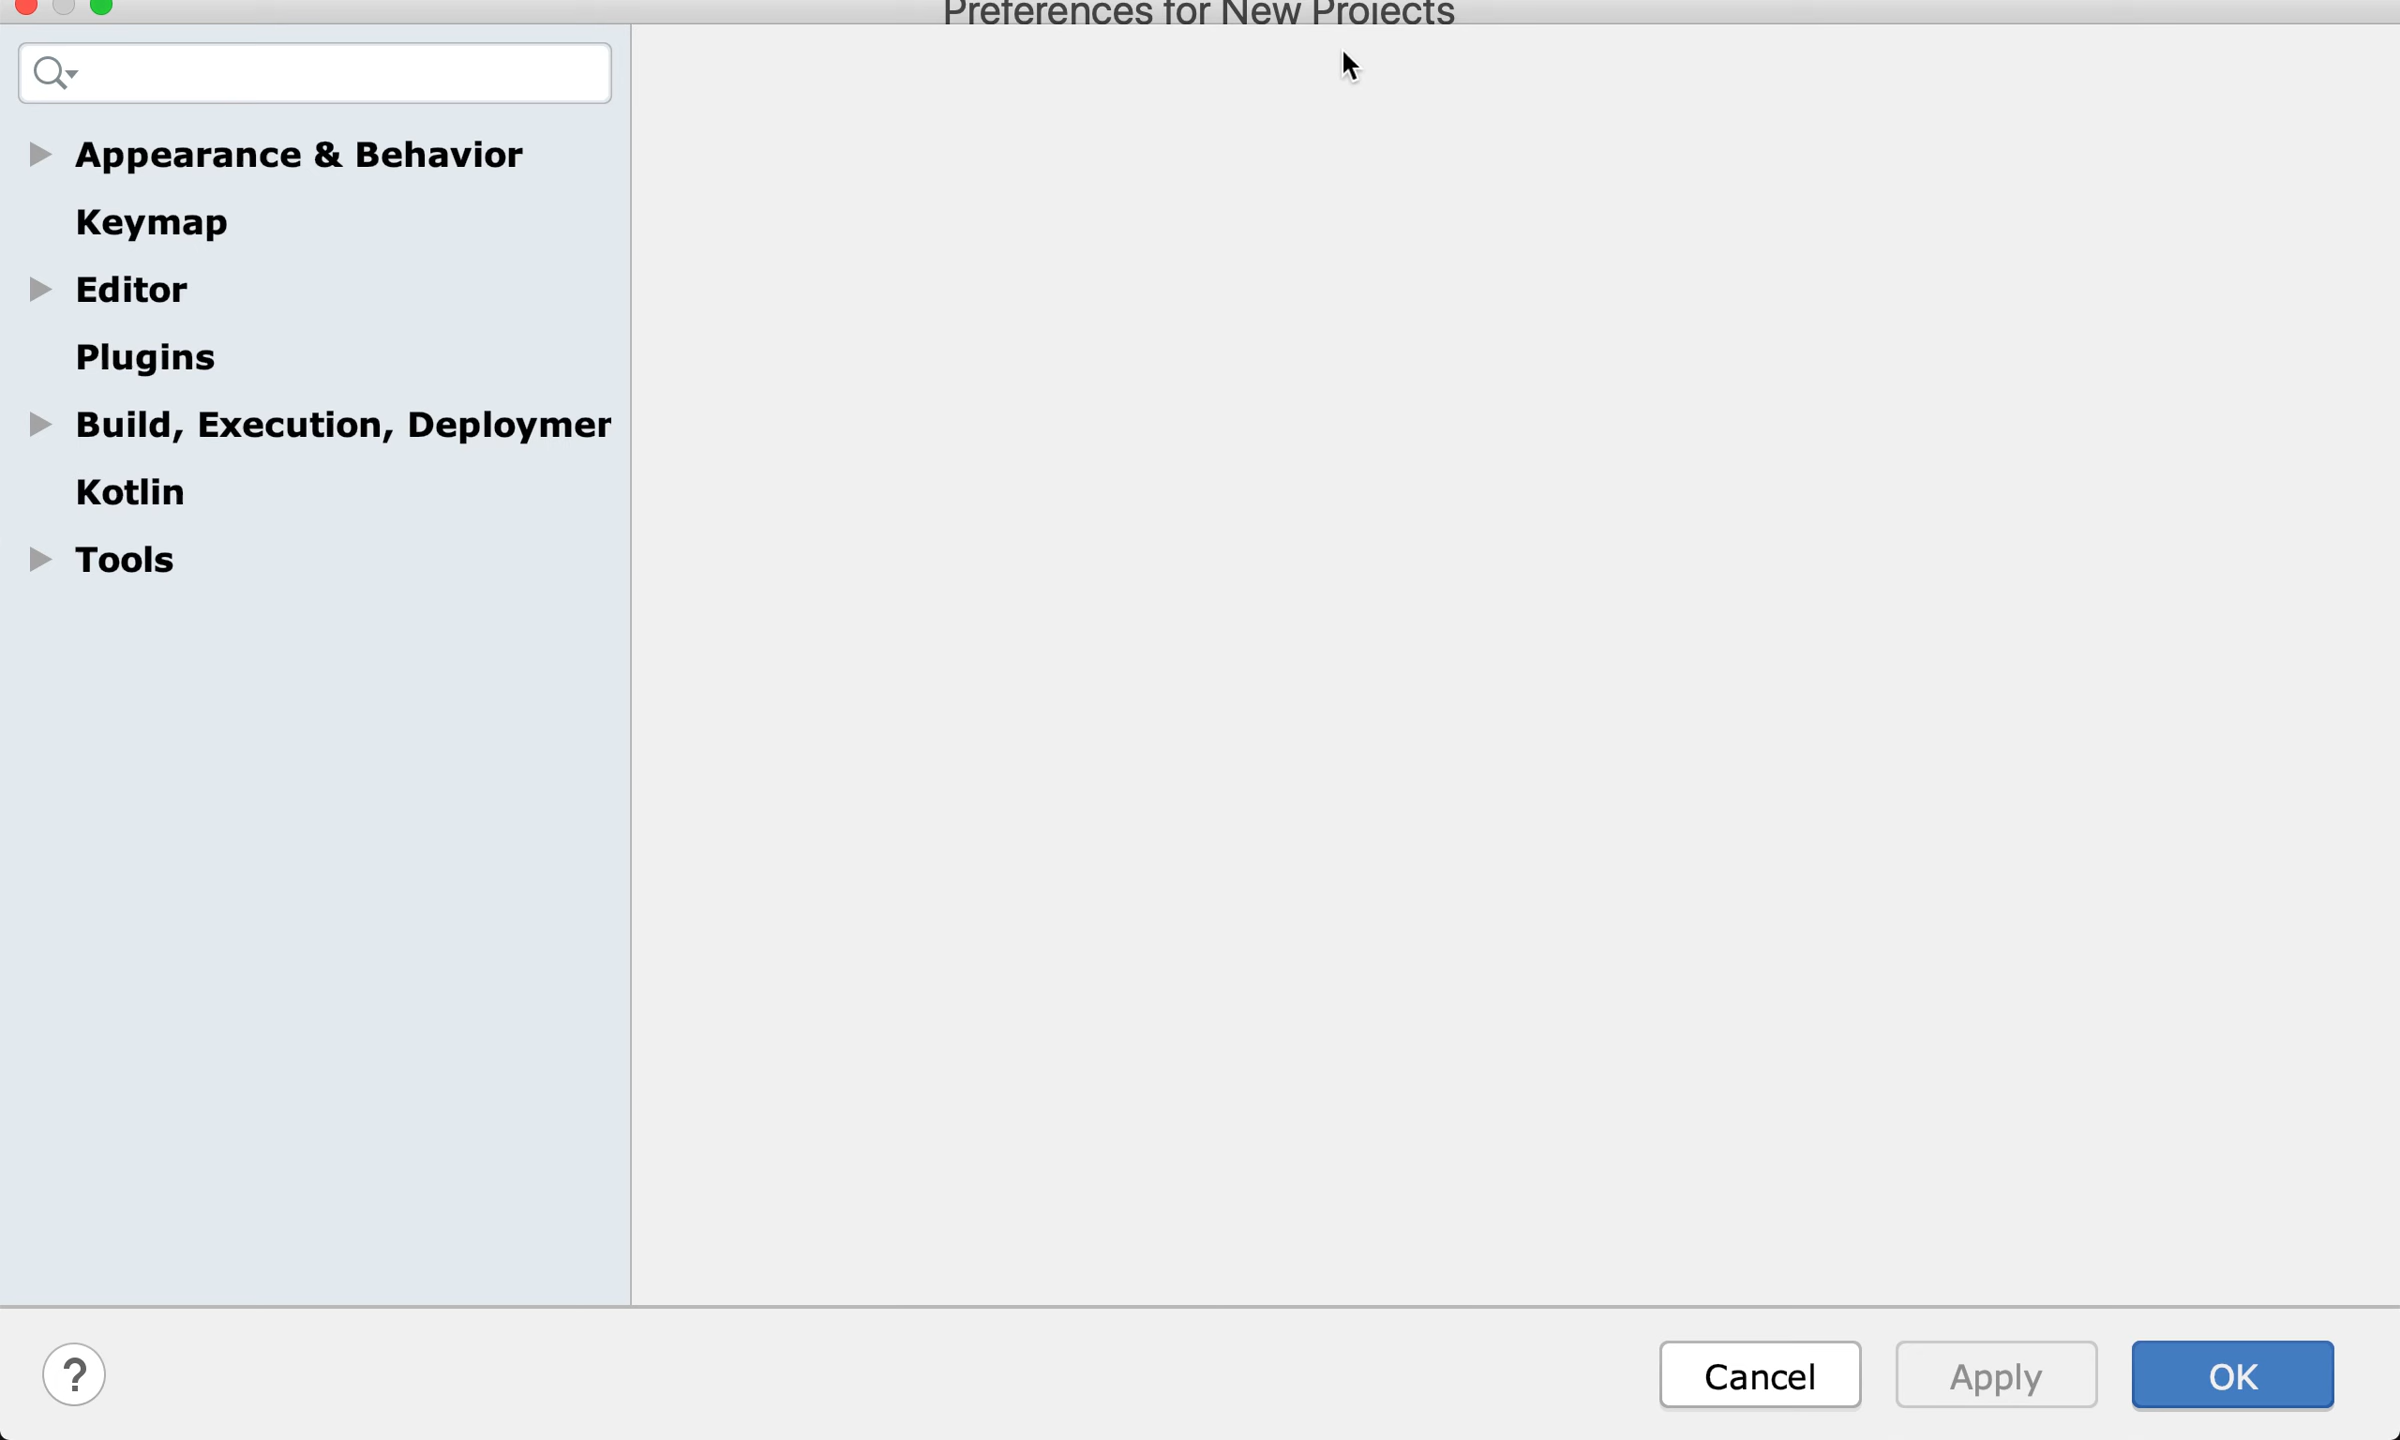 Preferences for New Projects
Appearance & Behavior
Keymap
Editor
Plugins
Build, Execution, Deploymer
Kotlin
Tools
?
Cancel
Apply
OK